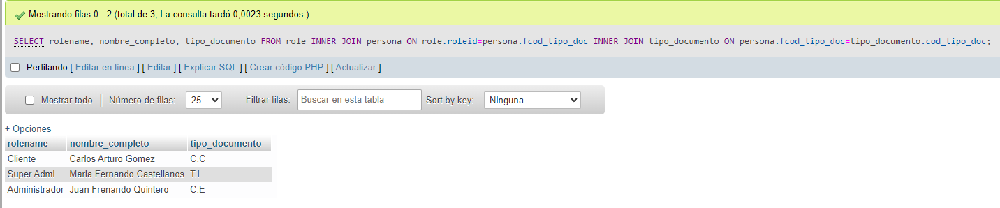 Mostrando filas 0 - 2 (total de 3, La consulta tardó 0,0023 segundos.)
SELECT rolename, nombre_completo, tipo_documento FROM role INNER JOIN persona ON role.roleid=persona.fcod_tipo_doc INNER JOIN tipo_documento ON persona.fcod_tipo_doc=tipo_documento.cod_tipo_doc;
Perfilando [ Editar en línea ] [ Editar ] [ Explicar SQL ] [ Crear código PHP ] [ Actualizar ]
Mostrar todo Número de filas: 25 Filtrar filas: Buscar en esta tabla Sort by key: Ninguna
+ Opciones
rolename nombre_completo tipo_documento
Cliente Carlos Arturo Gomez C.C
Super Admi Maria Fernando Castellanos T.I
Administrador Juan Frenando Quintero C.E